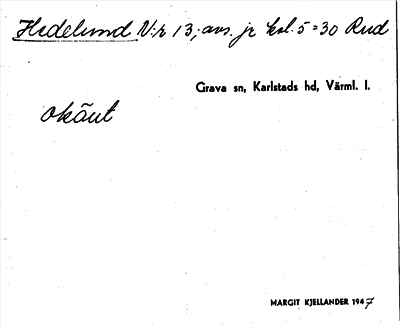 Hedelund N:r 13; avs. jr kol. 5=30 Rud
Grava sn, Karlstads hd, Värml. l.
okänt
MARGIT KJELLANDER 1947